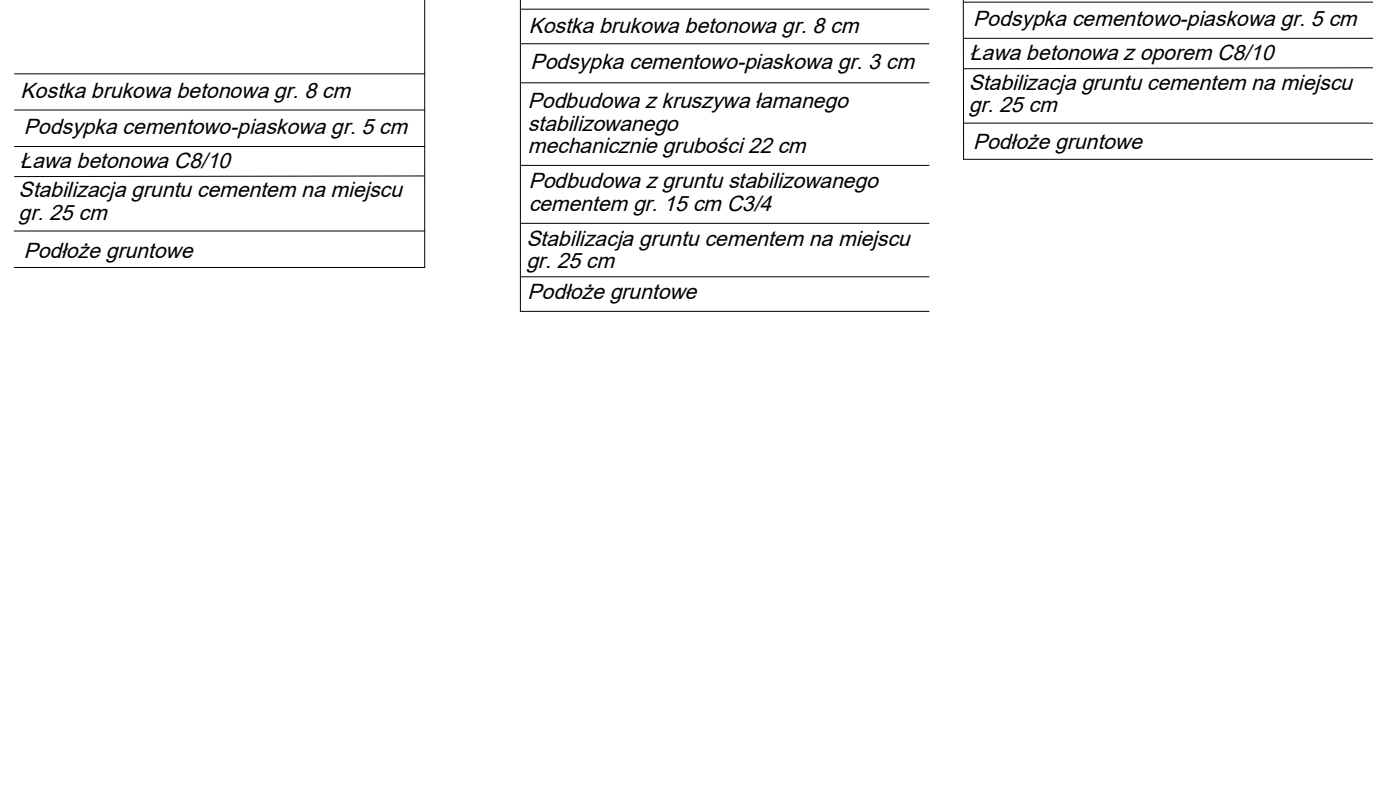 Kostka brukowa betonowa gr. 8 cm
Podsypka cementowo-piaskowa gr. 5 cm
Ława betonowa C8/10
Stabilizacja gruntu cementem na miejscu
gr. 25 cm
Podłoże gruntowe
Kostka brukowa betonowa gr. 8 cm
Podsypka cementowo-piaskowa gr. 3 cm
Podbudowa z kruszywa łamanego
stabilizowanego
mechanicznie grubości 22 cm
Podbudowa z gruntu stabilizowanego
cementem gr. 15 cm C3/4
Stabilizacja gruntu cementem na miejscu
gr. 25 cm
Podłoże gruntowe
Podsypka cementowo-piaskowa gr. 5 cm
Ława betonowa z oporem C8/10
Stabilizacja gruntu cementem na miejscu
gr. 25 cm
Podłoże gruntowe